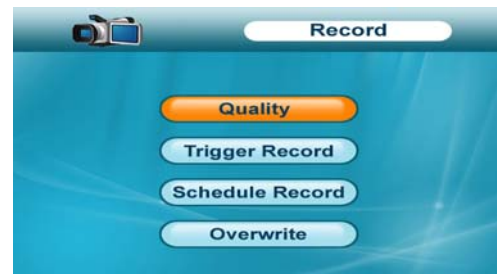 Record
Quality
Trigger Record
Schedule Record
Overwrite